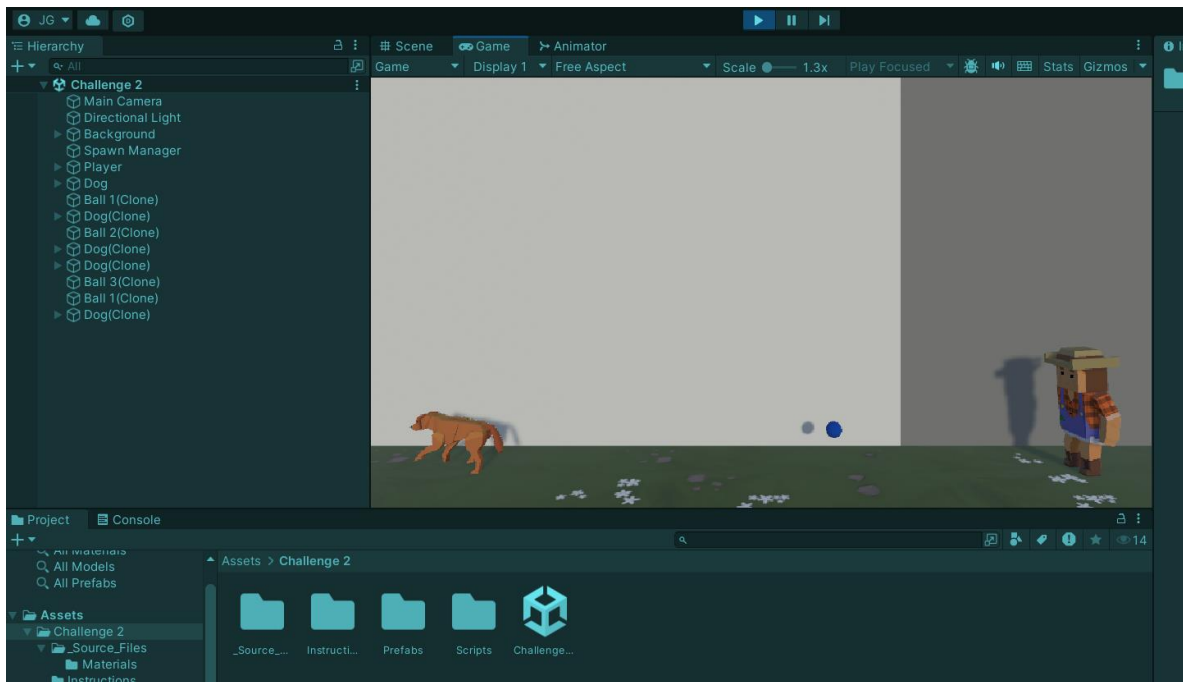 JG
Hierarchy
Scene Game Animator
All
Game Display 1 Free Aspect Scale 1.3x Play Focused Stats Gizmos
Challenge 2
Main Camera
Directional Light
Background
Spawn Manager
Player
Dog
Ball 1(Clone)
Dog(Clone)
Ball 2(Clone)
Dog(Clone)
Dog(Clone)
Ball 3(Clone)
Ball 1(Clone)
Dog(Clone)
Project Console
14
All Materials
All Models
All Prefabs
Assets
Challenge 2
_Source_Files
Materials
Instructions
Assets > Challenge 2
_Source_... Instructi... Prefabs Scripts Challenge...